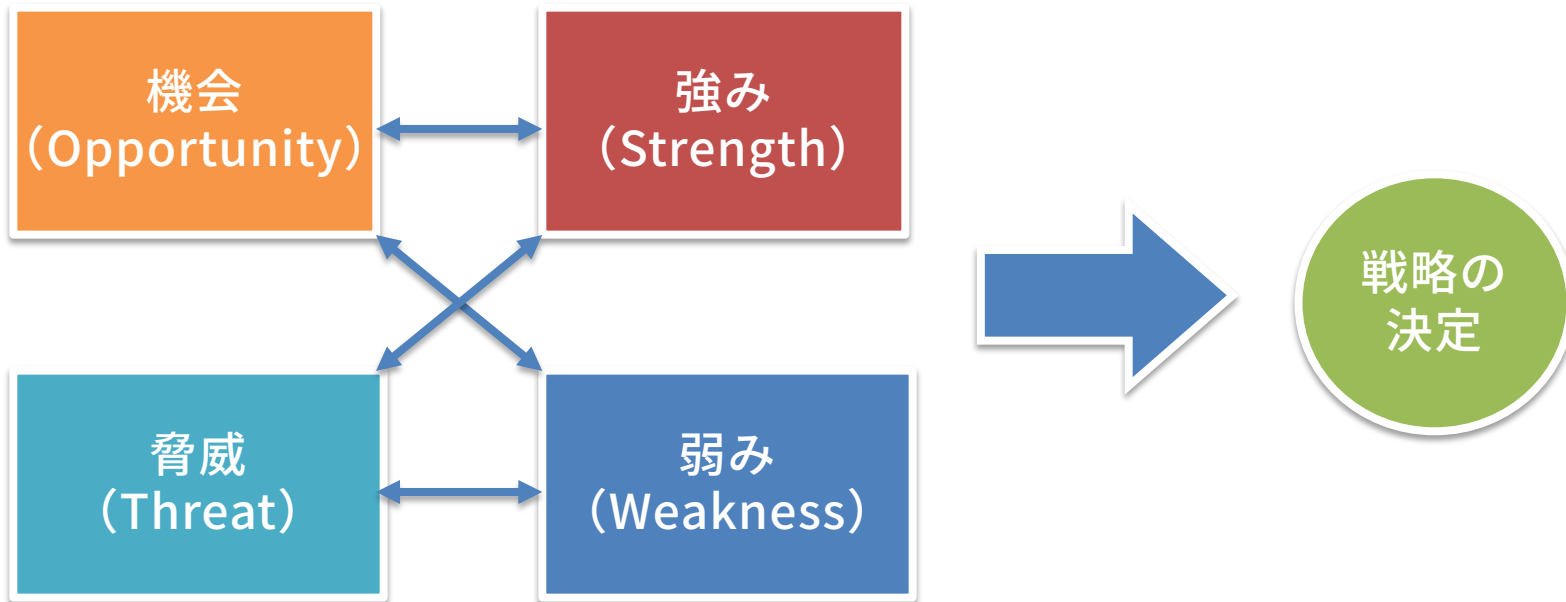 機会
（Opportunity）
強み
（Strength）
脅威
（Threat）
弱み
（Weakness）
戦略の
決定